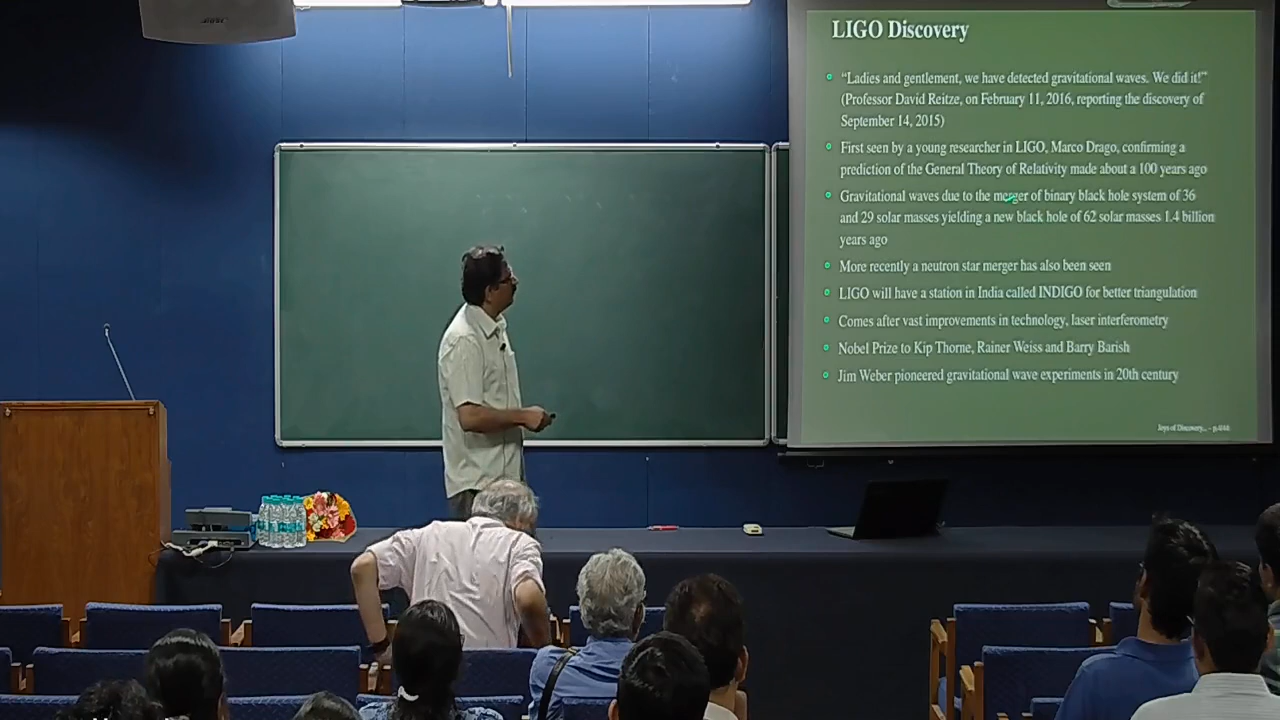 LIGO Discovery
“Ladies and gentlement, we have detected gravitational waves. We did it!”
(Professor David Reitze, on February 11, 2016, reporting the discovery of
September 14, 2015)
First seen by a young researcher in LIGO, Marco Drago, confirming a
prediction of the General Theory of Relativity made about a 100 years ago
Gravitational waves due to the merger of binary black hole system of 36
and 29 solar masses yielding a new black hole of 62 solar masses 1.4 billion
years ago
More recently a neutron star merger has also been seen
LIGO will have a station in India called INDIGO for better triangulation
Comes after vast improvements in technology, laser interferometry
Nobel Prize to Kip Thorne, Rainer Weiss and Barry Barish
Jim Weber pioneered gravitational wave experiments in 20th century
Joys of Discovery...